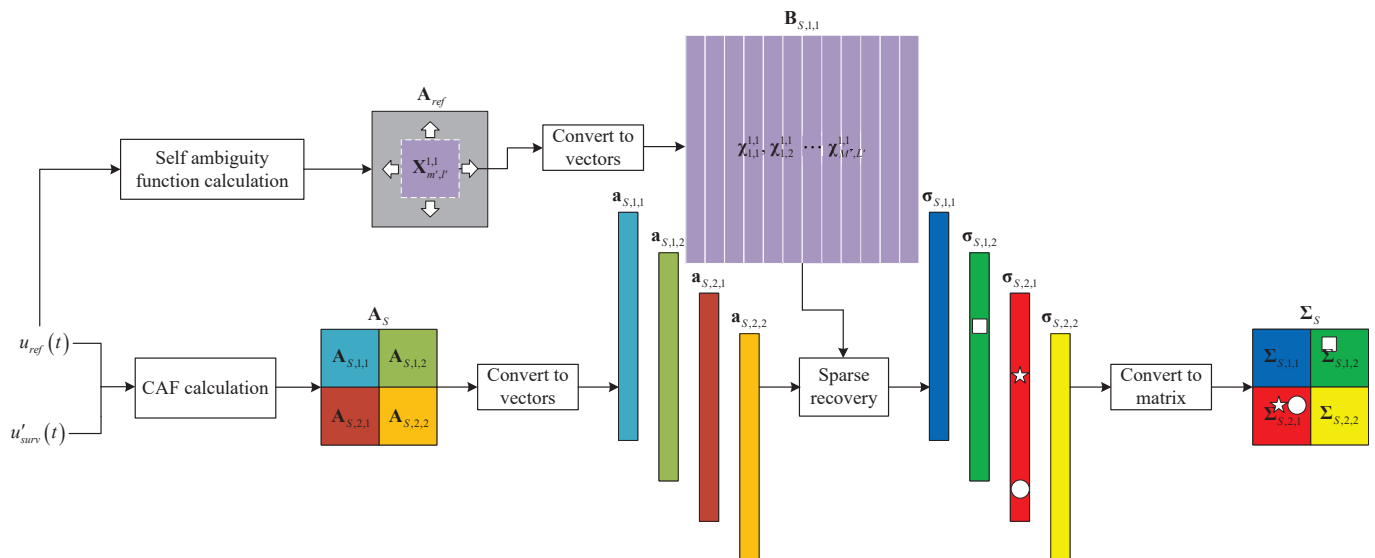 B_{S,1,1}
A_{ref}
Self ambiguity
function calculation
X^{1,1}_{m',l'}
Convert to
vectors
χ^{1,1}_{1,1}, χ^{1,1}_{1,2} ⋯ χ^{1,1}_{M',L'}
a_{S,1,1}
a_{S,1,2}
a_{S,2,1}
a_{S,2,2}
σ_{S,1,1}
σ_{S,1,2}
σ_{S,2,1}
σ_{S,2,2}
u_{ref}(t)
u'_{surv}(t)
CAF calculation
A_S
A_{S,1,1} A_{S,1,2}
A_{S,2,1} A_{S,2,2}
Convert to
vectors
Sparse
recovery
Convert to
matrix
Σ_S
Σ_{S,1,1} Σ_{S,1,2}
Σ_{S,2,1} Σ_{S,2,2}